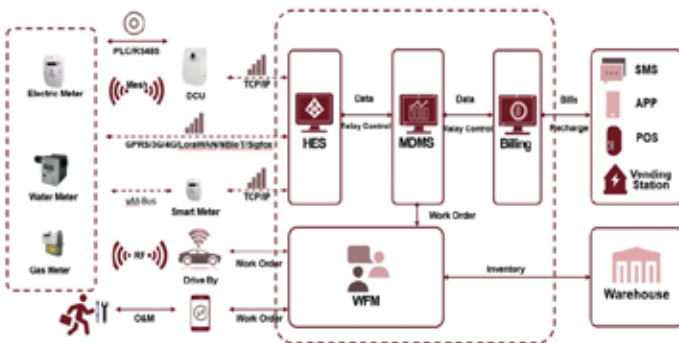 PLC/RS485
Electric Meter
Mesh
DCU
TCP/IP
HES
Data
Relay Control
MDMS
Data
Relay Control
Billing
Bills
Recharge
SMS
APP
POS
Vending
Station
GPRS/3G/4G/LoraWAN/NBIoT/Sigfox
Water Meter
wM-Bus
Smart Meter
TCP/IP
Work Order
Gas Meter
RF
Drive By
Work Order
WFM
Inventory
Warehouse
O&M
Work Order